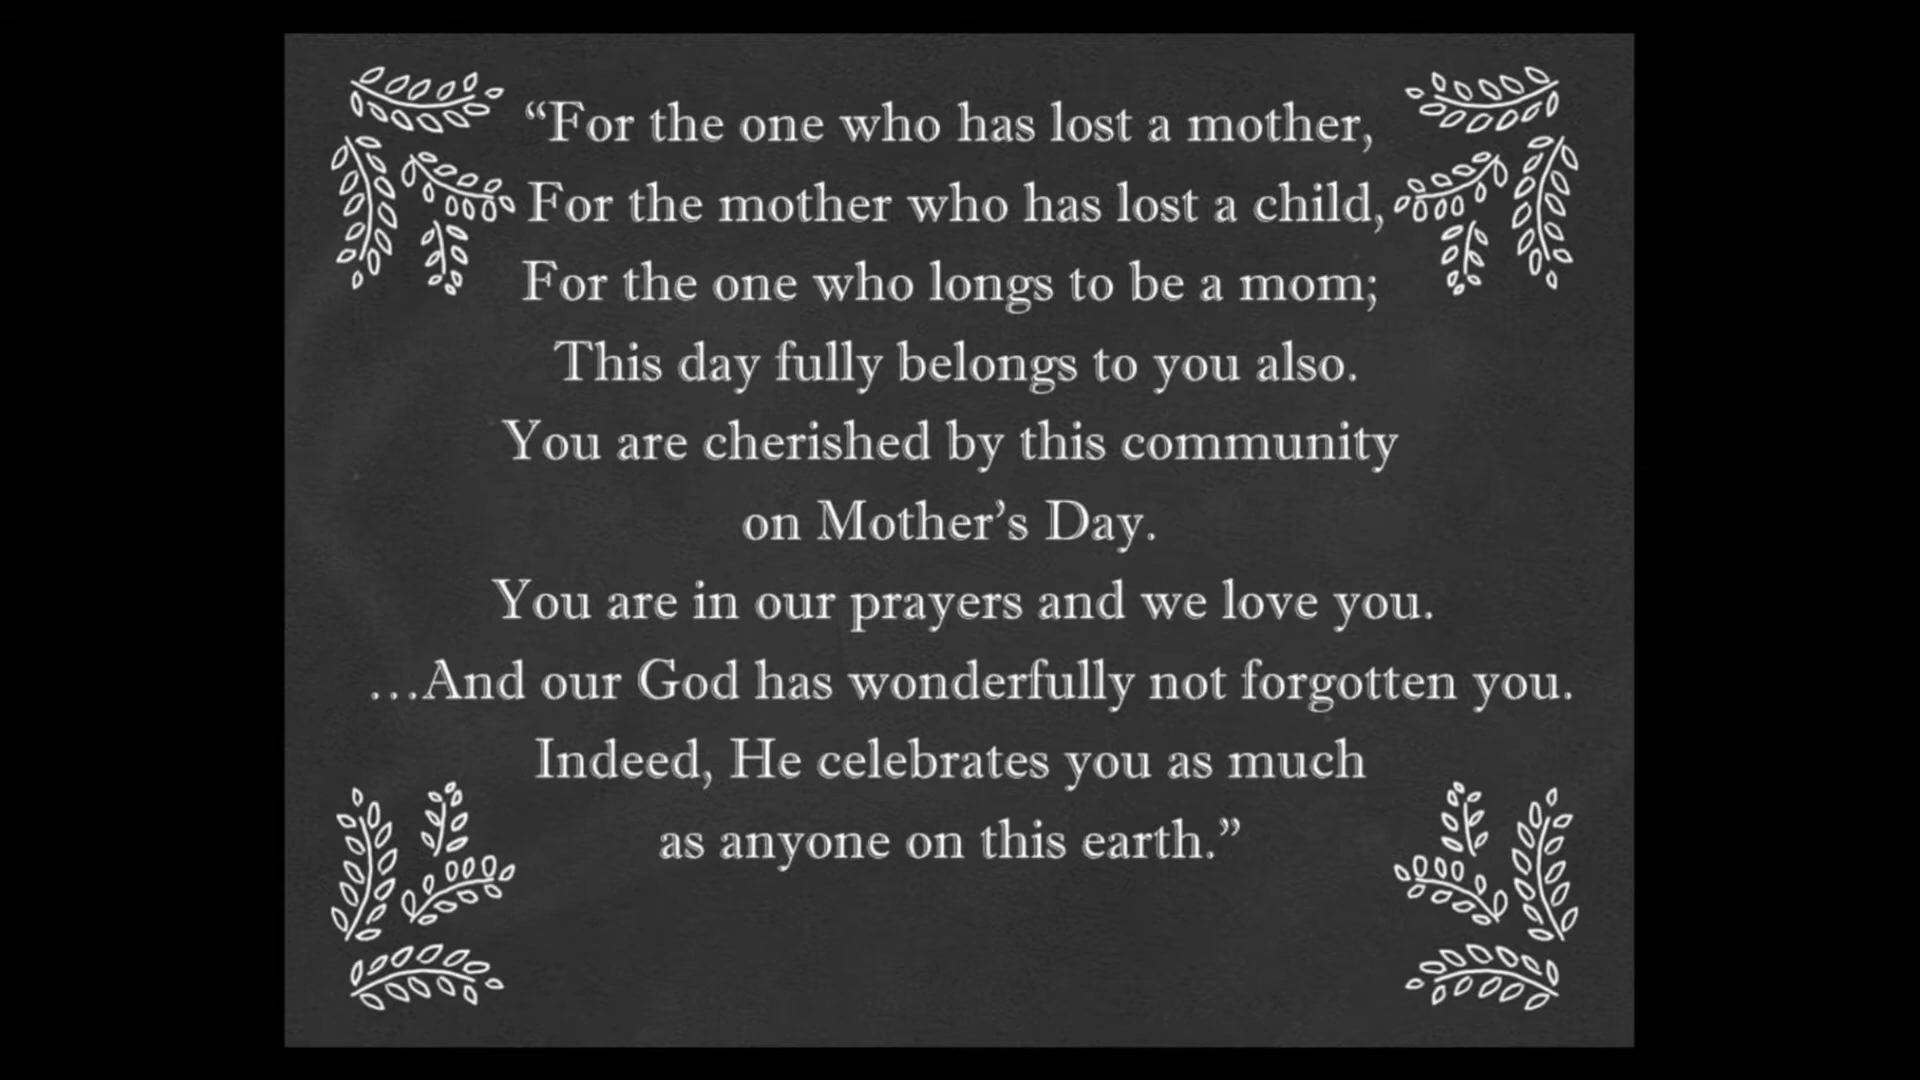 “For the one who has lost a mother,
For the mother who has lost a child,
For the one who longs to be a mom;
This day fully belongs to you also.
You are cherished by this community
on Mother’s Day.
You are in our prayers and we love you.
…And our God has wonderfully not forgotten you.
Indeed, He celebrates you as much
as anyone on this earth.”